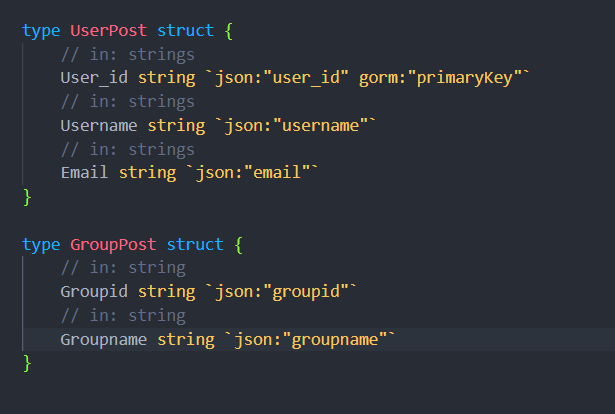 type UserPost struct {
    // in: strings
    User_id string `json:"user_id" gorm:"primaryKey"`
    // in: strings
    Username string `json:"username"`
    // in: strings
    Email string `json:"email"`
}

type GroupPost struct {
    // in: string
    Groupid string `json:"groupid"`
    // in: string
    Groupname string `json:"groupname"`
}